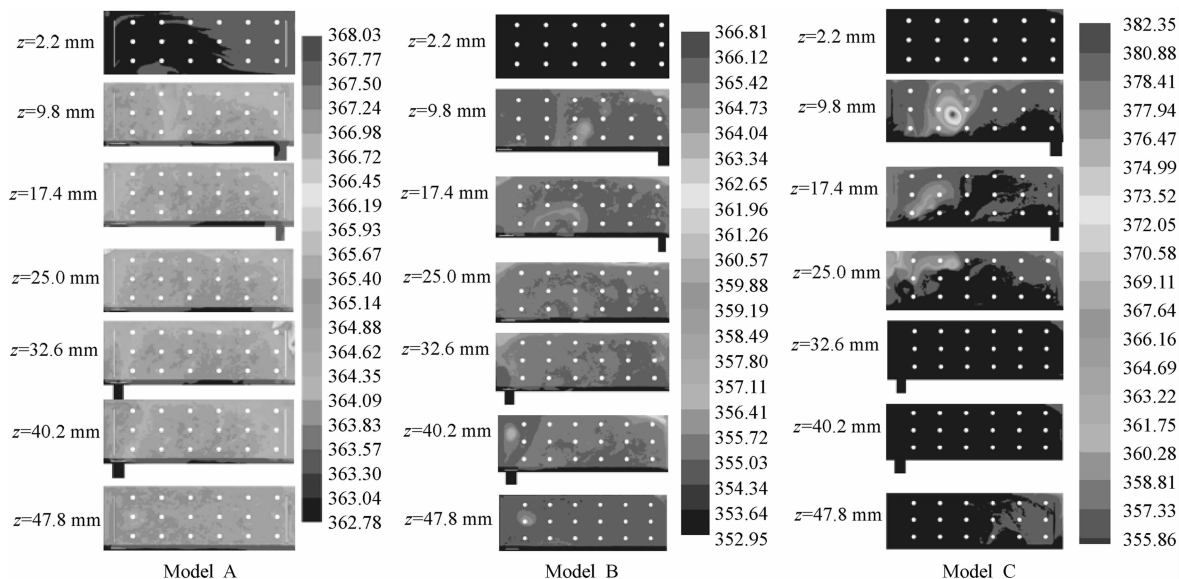 z=2.2 mm
z=9.8 mm
z=17.4 mm
z=25.0 mm
z=32.6 mm
z=40.2 mm
z=47.8 mm
Model A
368.03
367.77
367.50
367.24
366.98
366.72
366.45
366.19
365.93
365.67
365.40
365.14
364.88
364.62
364.35
364.09
363.83
363.57
363.30
363.04
362.78
z=2.2 mm
z=9.8 mm
z=17.4 mm
z=25.0 mm
z=32.6 mm
z=40.2 mm
z=47.8 mm
Model B
366.81
366.12
365.42
364.73
364.04
363.34
362.65
361.96
361.26
360.57
359.88
359.19
358.49
357.80
357.11
356.41
355.72
355.03
354.34
353.64
352.95
z=2.2 mm
z=9.8 mm
z=17.4 mm
z=25.0 mm
z=32.6 mm
z=40.2 mm
z=47.8 mm
Model C
382.35
380.88
378.41
377.94
376.47
374.99
373.52
372.05
370.58
369.11
367.64
366.16
364.69
363.22
361.75
360.28
358.81
357.33
355.86